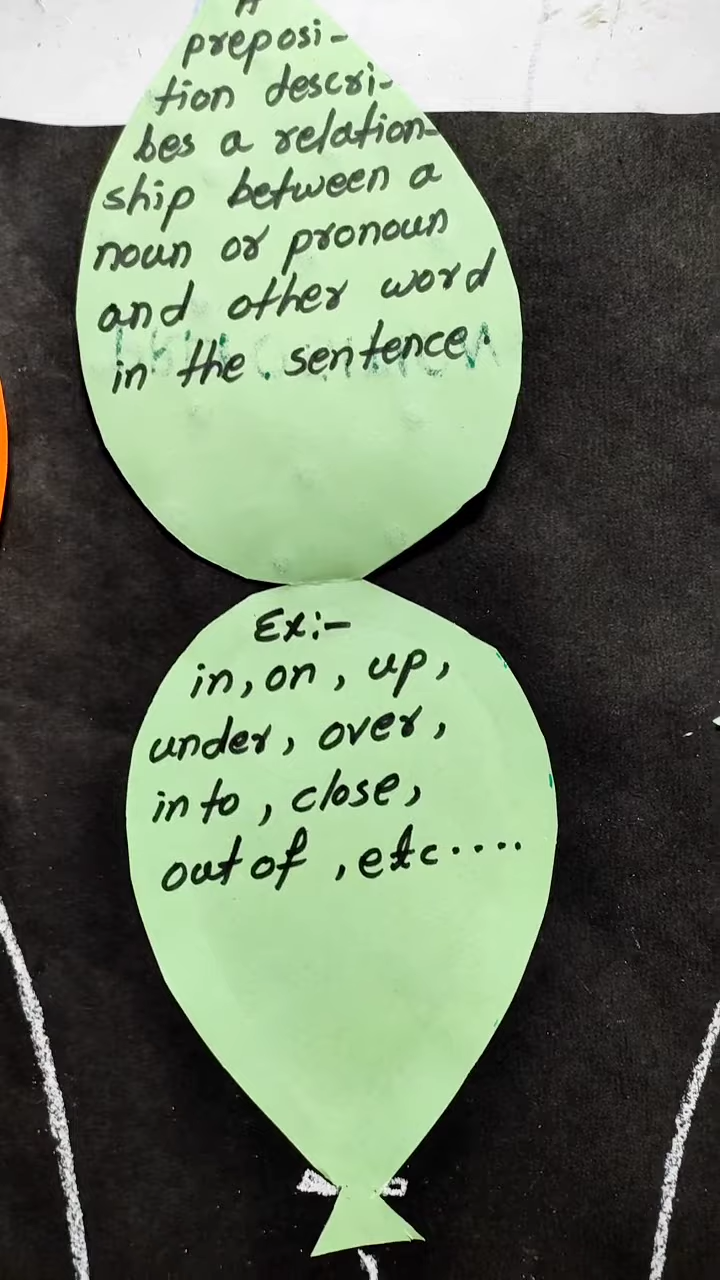 A
preposi-
tion descri-
bes a relation-
ship between a
noun or pronoun
and other word
in the sentence.
Ex:-
in, on, up,
under, over,
into, close,
out of, etc....